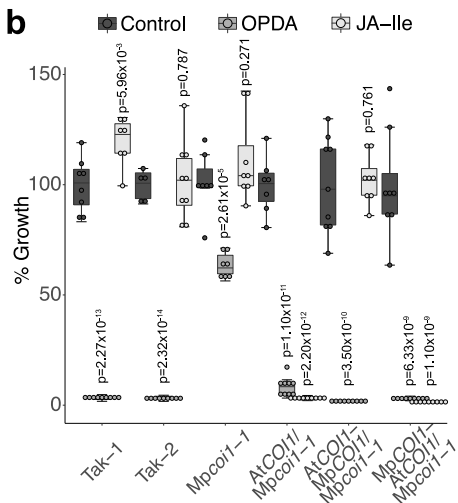 b
Control OPDA JA-Ile
% Growth
150
100
50
0
p=2.27x10-13
p=5.96x10-3
p=2.32x10-14
p=0.787
p=2.61x10-5
p=0.271
p=1.10x10-11
p=2.20x10-12
p=3.50x10-10
p=0.761
p=6.33x10-9
p=1.10x10-9
Tak-1
Tak-2
Mpcoi1-1
AtCOI1/
Mpcoi1-1
AtCOI1-
MpCOI1/
Mpcoi1-1
MpCOI1-
AtCOI1/
Mpcoi1-1